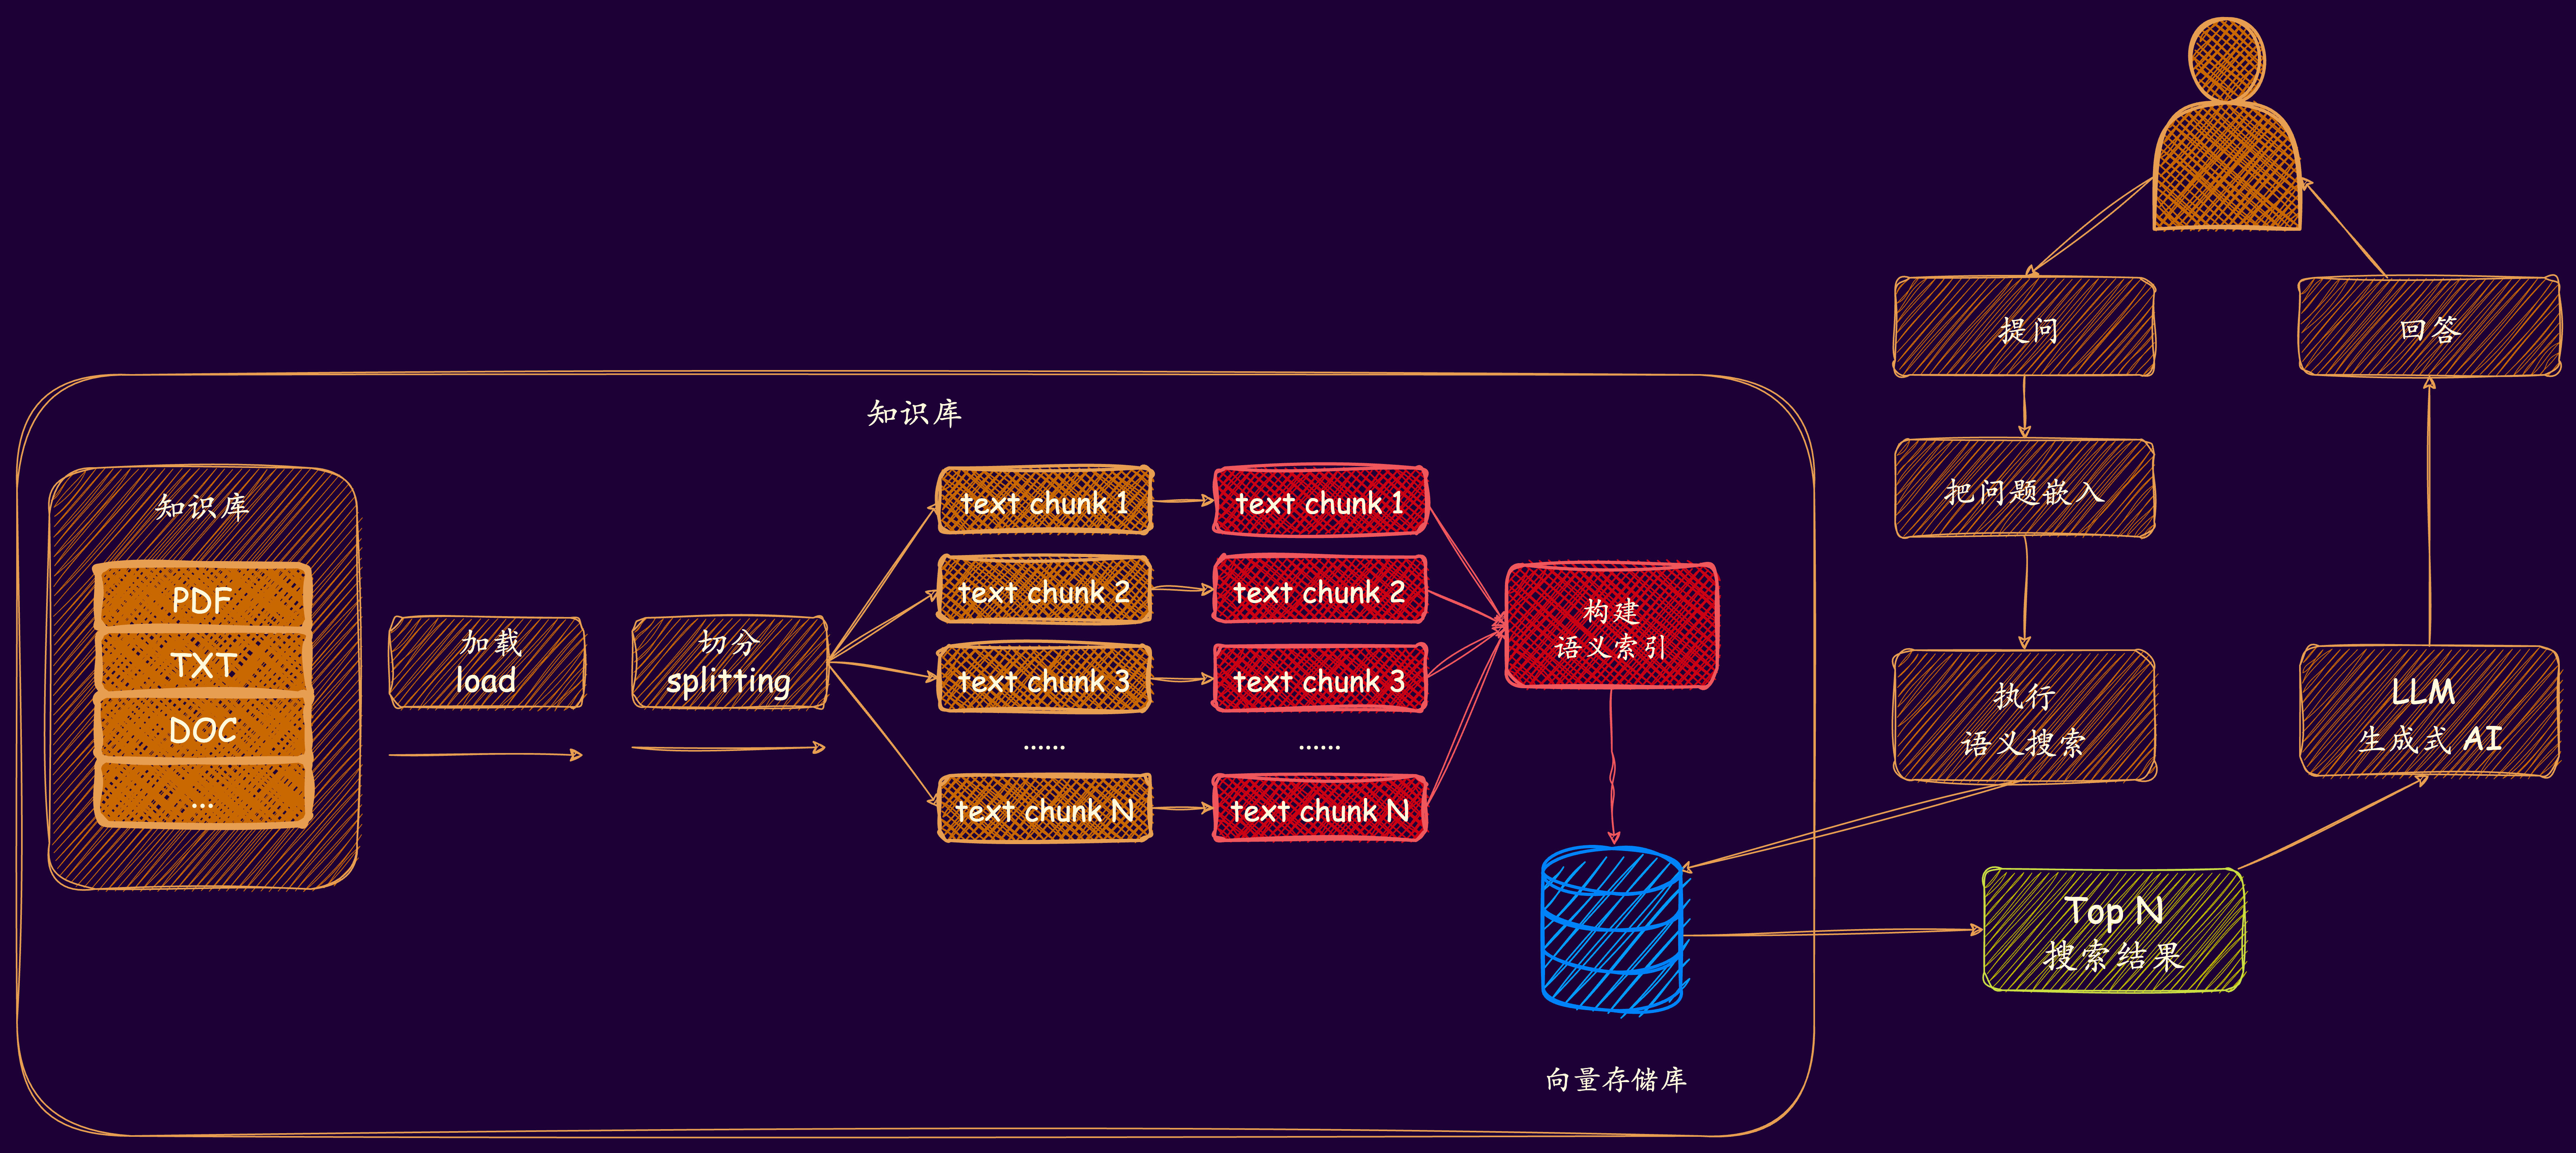 知识库
知识库
PDF
TXT
DOC
...
加载
load
切分
splitting
text chunk 1
text chunk 2
text chunk 3
......
text chunk N
text chunk 1
text chunk 2
text chunk 3
......
text chunk N
构建
语义索引
向量存储库
提问
把问题嵌入
执行
语义搜索
Top N
搜索结果
LLM
生成式 AI
回答